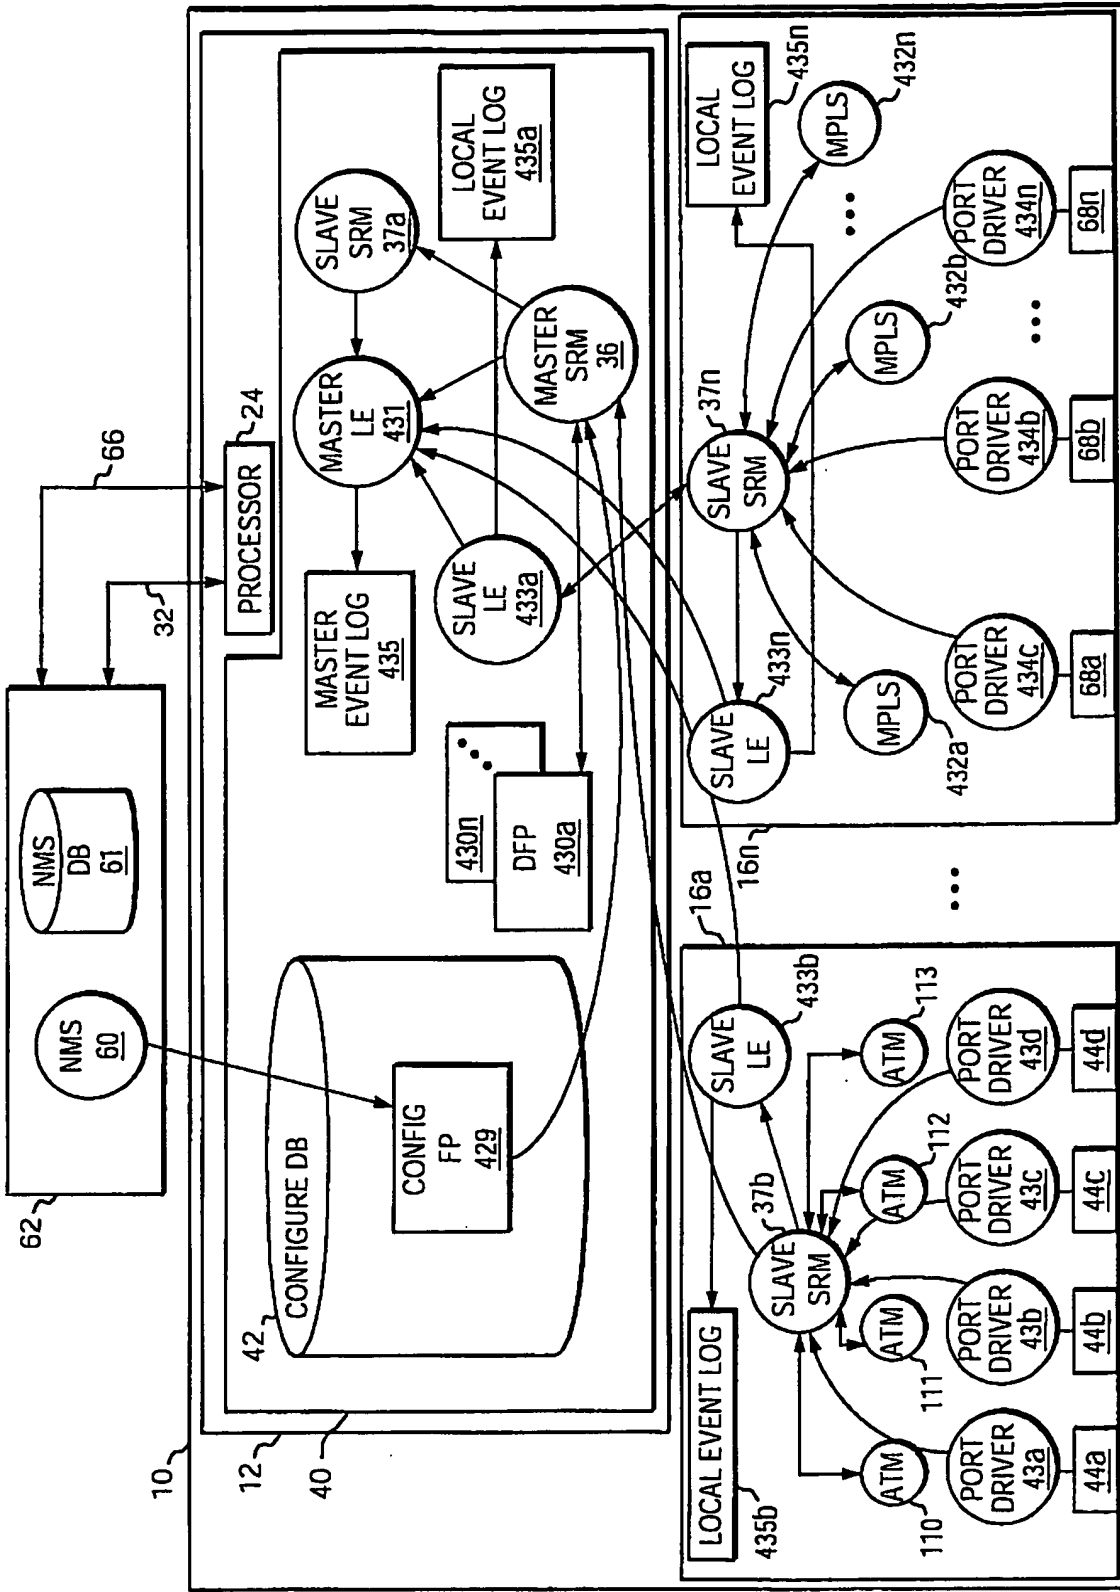 62
NMS
60
NMS
DB
61
32
66
PROCESSOR
24
10
12
40
42
CONFIGURE DB
CONFIG
FP
429
430n
DFP
430a
MASTER
EVENT LOG
435
MASTER
LE
431
SLAVE
SRM
37a
SLAVE
LE
433a
MASTER
SRM
36
LOCAL
EVENT LOG
435a
16a
LOCAL EVENT LOG
435b
SLAVE
SRM
37b
SLAVE
LE
433b
ATM
110
ATM
111
ATM
112
ATM
113
PORT
DRIVER
43a
PORT
DRIVER
43b
PORT
DRIVER
43c
PORT
DRIVER
43d
44a
44b
44c
44d
16n
SLAVE
LE
433n
SLAVE
SRM
37n
LOCAL
EVENT LOG
435n
MPLS
432a
MPLS
432b
MPLS
432n
PORT
DRIVER
434c
PORT
DRIVER
434b
PORT
DRIVER
434n
68a
68b
68n